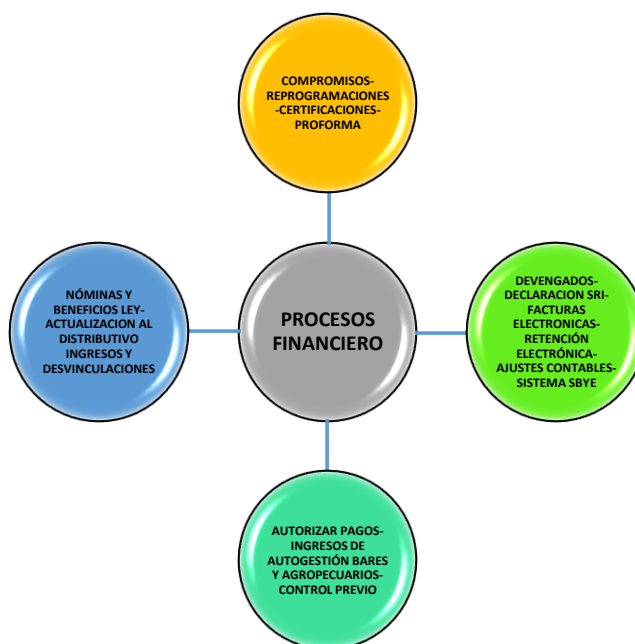 COMPROMISOS-
REPROGRAMACIONES
-CERTIFICACIONES-
PROFORMA
NÓMINAS Y
BENEFICIOS LEY-
ACTUALIZACION AL
DISTRIBUTIVO
INGRESOS Y
DESVINCULACIONES
PROCESOS
FINANCIERO
DEVENGADOS-
DECLARACION SRI-
FACTURAS
ELECTRONICAS-
RETENCIÓN
ELECTRÓNICA-
AJUSTES CONTABLES-
SISTEMA SBYE
AUTORIZAR PAGOS-
INGRESOS DE
AUTOGESTIÓN BARES
Y AGROPECUARIOS-
CONTROL PREVIO